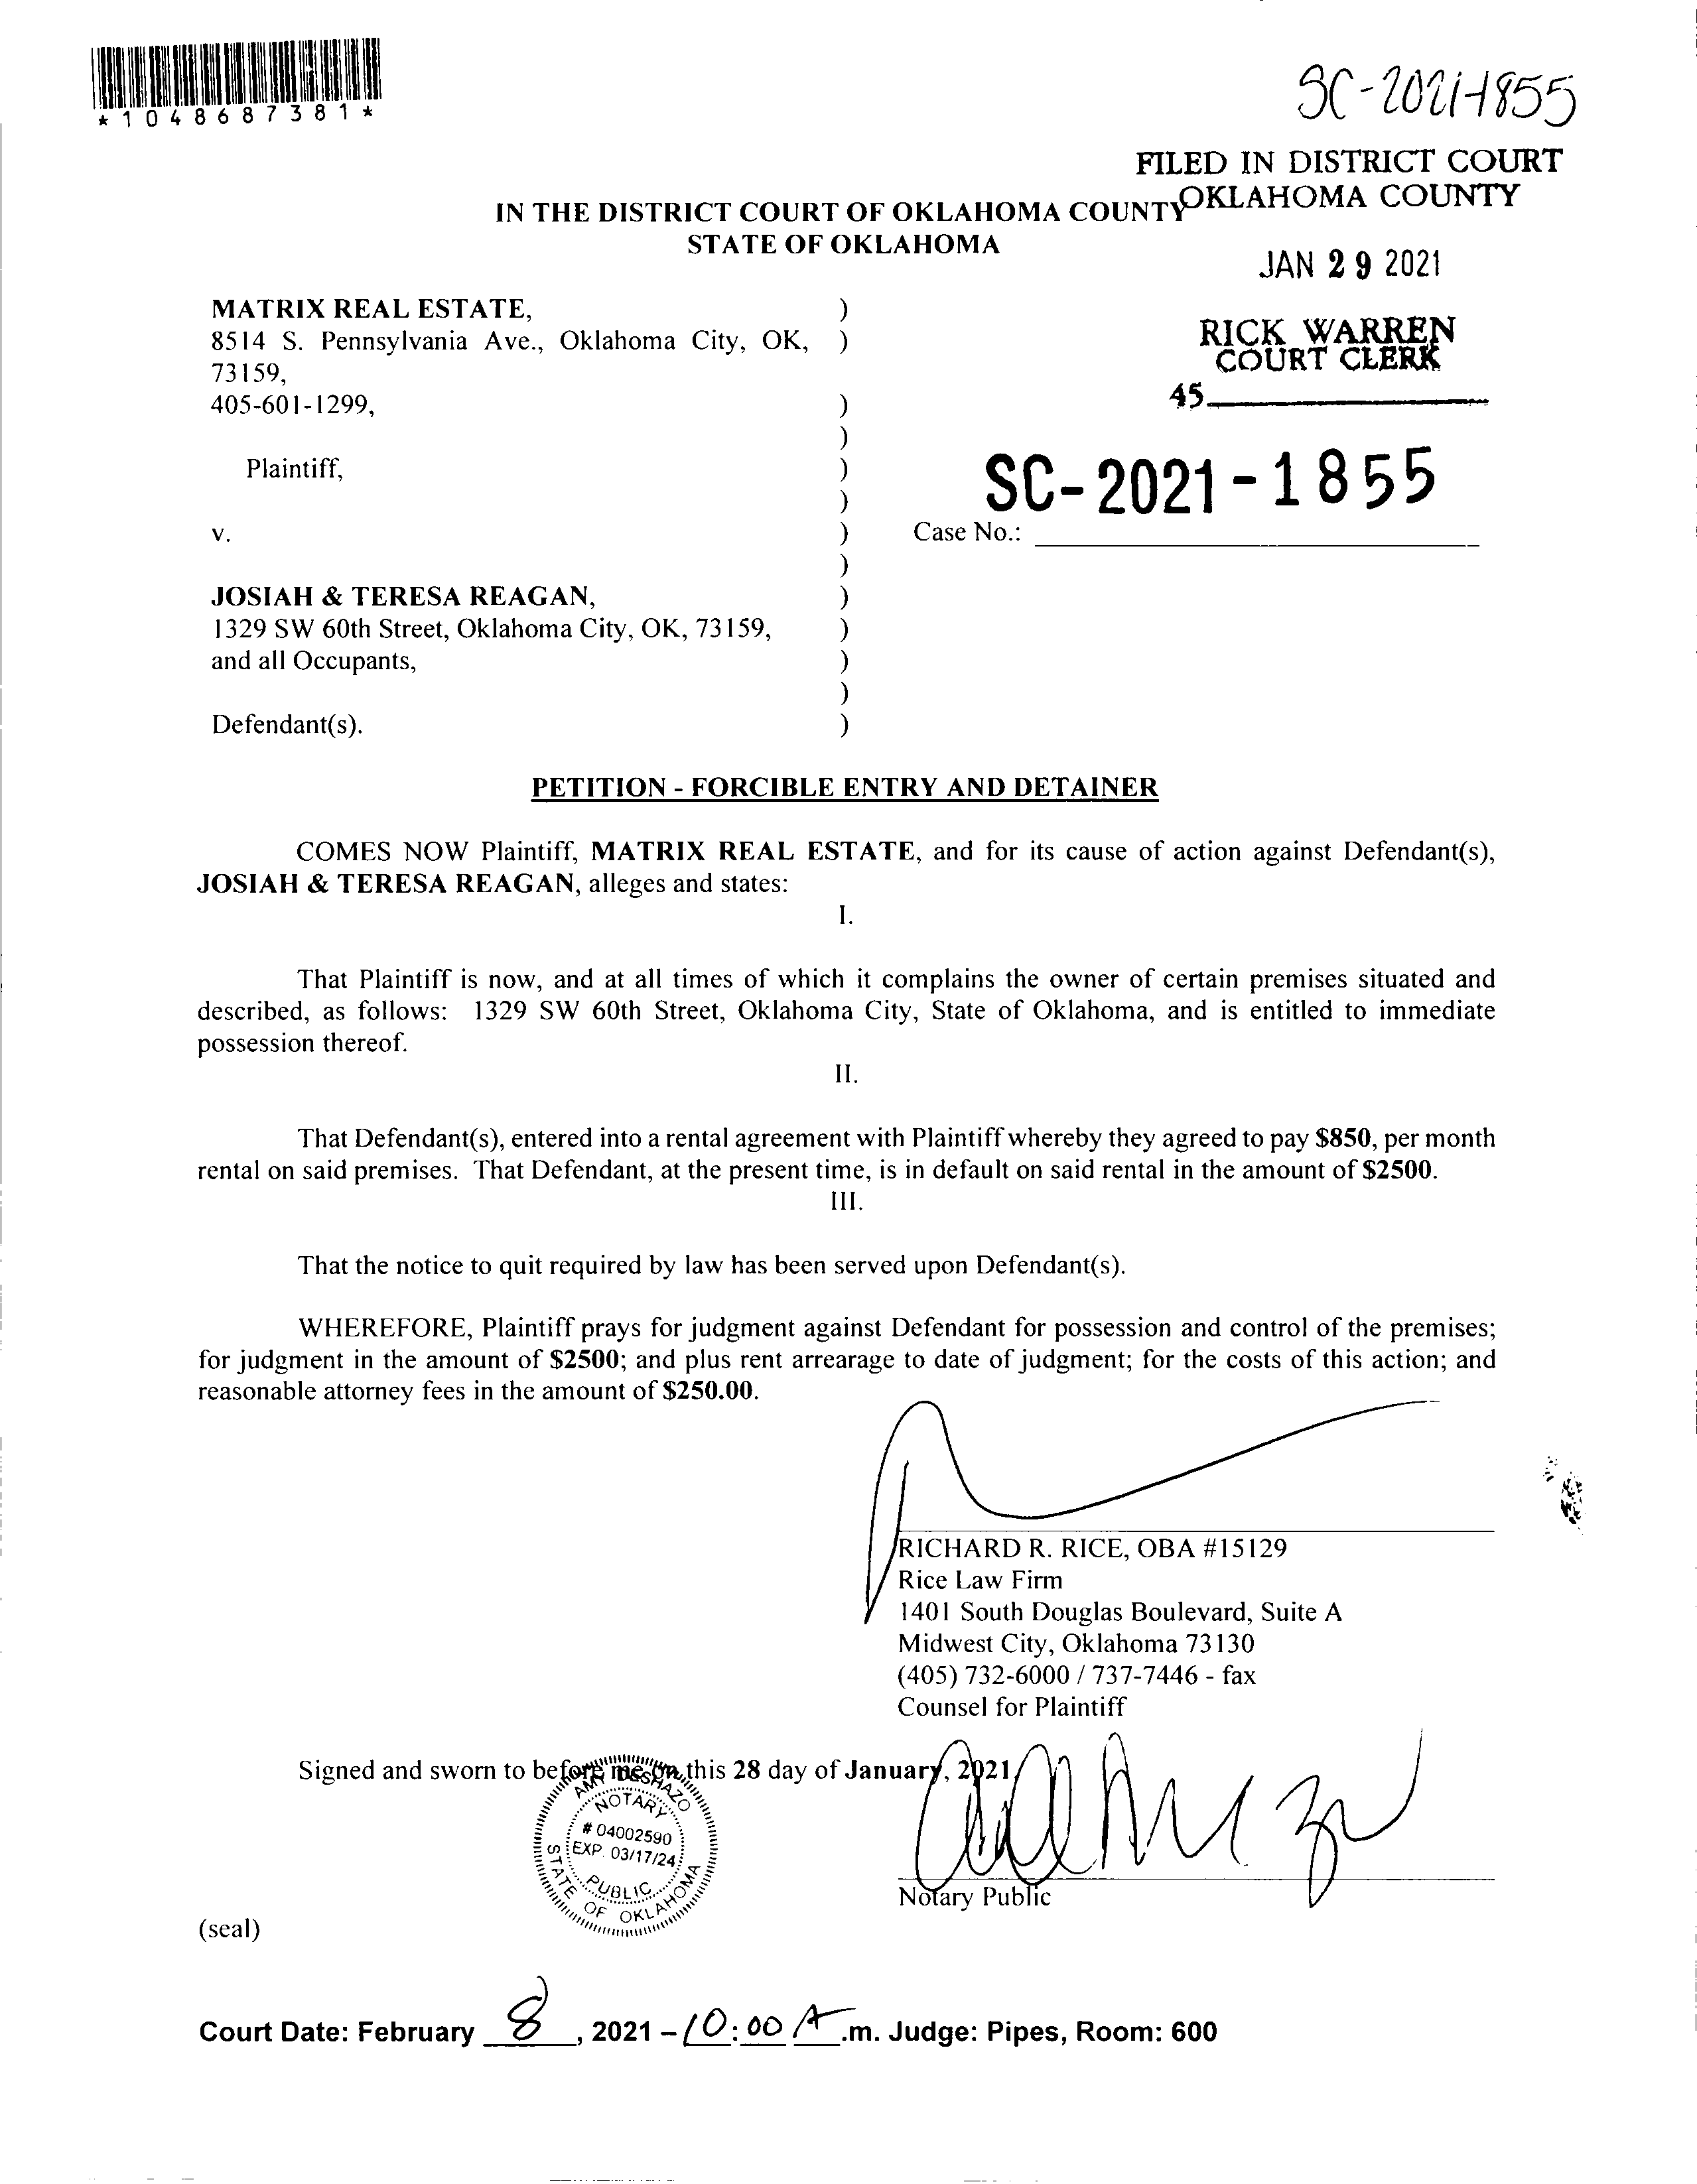 *1048687381*
SC-2021-1855
FILED IN DISTRICT COURT
OKLAHOMA COUNTY
IN THE DISTRICT COURT OF OKLAHOMA COUNTY
STATE OF OKLAHOMA
JAN 29 2021
MATRIX REAL ESTATE, )
8514 S. Pennsylvania Ave., Oklahoma City, OK, )
73159,
405-601-1299, )
)
RICK WARREN
COURT CLERK
45
Plaintiff, )
)
SC-2021-1855
v. )
Case No.:
)
JOSIAH & TERESA REAGAN, )
1329 SW 60th Street, Oklahoma City, OK, 73159, )
and all Occupants, )
)
Defendant(s). )
PETITION - FORCIBLE ENTRY AND DETAINER
COMES NOW Plaintiff, MATRIX REAL ESTATE, and for its cause of action against Defendant(s),
JOSIAH & TERESA REAGAN, alleges and states:
I.
That Plaintiff is now, and at all times of which it complains the owner of certain premises situated and
described, as follows: 1329 SW 60th Street, Oklahoma City, State of Oklahoma, and is entitled to immediate
possession thereof.
II.
That Defendant(s), entered into a rental agreement with Plaintiff whereby they agreed to pay $850, per month
rental on said premises. That Defendant, at the present time, is in default on said rental in the amount of $2500.
III.
That the notice to quit required by law has been served upon Defendant(s).
WHEREFORE, Plaintiff prays for judgment against Defendant for possession and control of the premises;
for judgment in the amount of $2500; and plus rent arrearage to date of judgment; for the costs of this action; and
reasonable attorney fees in the amount of $250.00.
RICHARD R. RICE, OBA #15129
Rice Law Firm
1401 South Douglas Boulevard, Suite A
Midwest City, Oklahoma 73130
(405) 732-6000 / 737-7446 - fax
Counsel for Plaintiff
Signed and sworn to before me on this 28 day of January, 2021.
AMY DESHAZO
NOTARY
# 04002590
EXP. 03/17/24
PUBLIC
STATE OF OKLAHOMA
Notary Public
(seal)
Court Date: February 8, 2021 – 10:00 A.m. Judge: Pipes, Room: 600